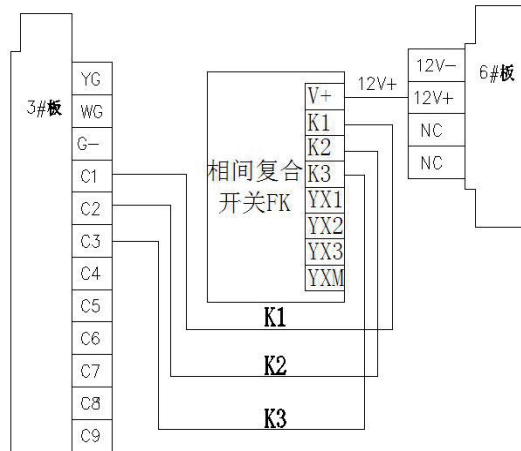 3#板
YG
WG
G-
C1
C2
C3
C4
C5
C6
C7
C8
C9
相间复合
开关FK
V+
K1
K2
K3
YX1
YX2
YX3
YXM
12V+
12V-
12V+
NC
NC
6#板
K1
K2
K3